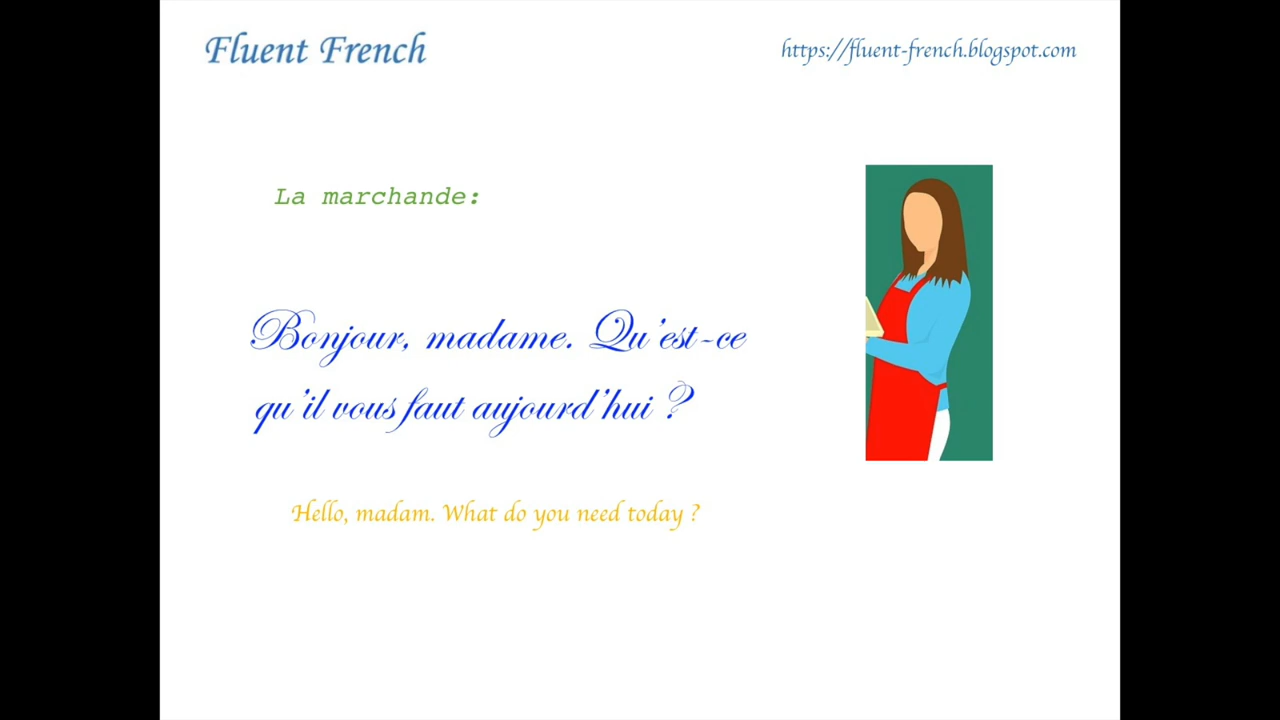 Fluent French
https://fluent-french.blogspot.com
La marchande:
Bonjour, madame. Qu'est-ce
qu'il vous faut aujourd'hui ?
Hello, madam. What do you need today ?